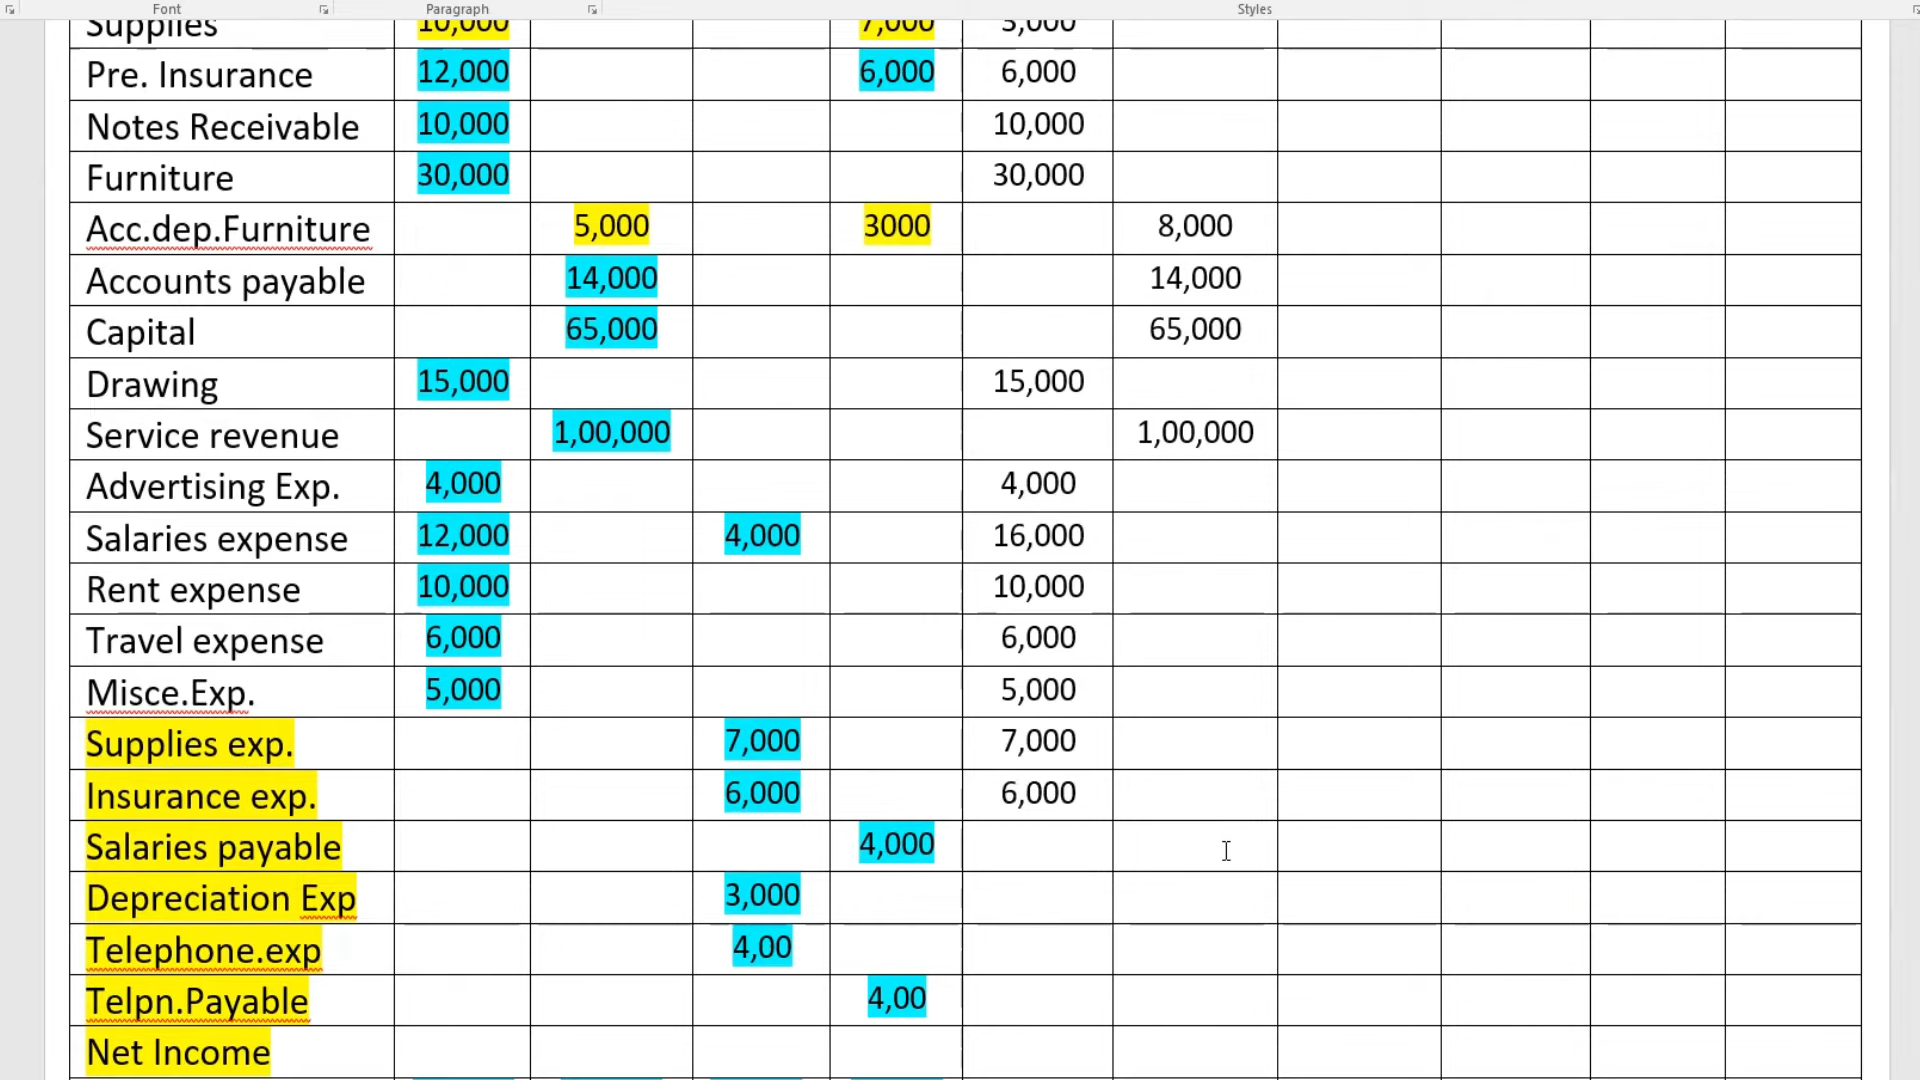 Font Paragraph Styles
Supplies 10,000 7,000 3,000
Pre. Insurance 12,000 6,000 6,000
Notes Receivable 10,000 10,000
Furniture 30,000 30,000
Acc.dep.Furniture 5,000 3000 8,000
Accounts payable 14,000 14,000
Capital 65,000 65,000
Drawing 15,000 15,000
Service revenue 1,00,000 1,00,000
Advertising Exp. 4,000 4,000
Salaries expense 12,000 4,000 16,000
Rent expense 10,000 10,000
Travel expense 6,000 6,000
Misce.Exp. 5,000 5,000
Supplies exp. 7,000 7,000
Insurance exp. 6,000 6,000
Salaries payable 4,000
Depreciation Exp 3,000
Telephone.exp 4,00
Telpn.Payable 4,00
Net Income